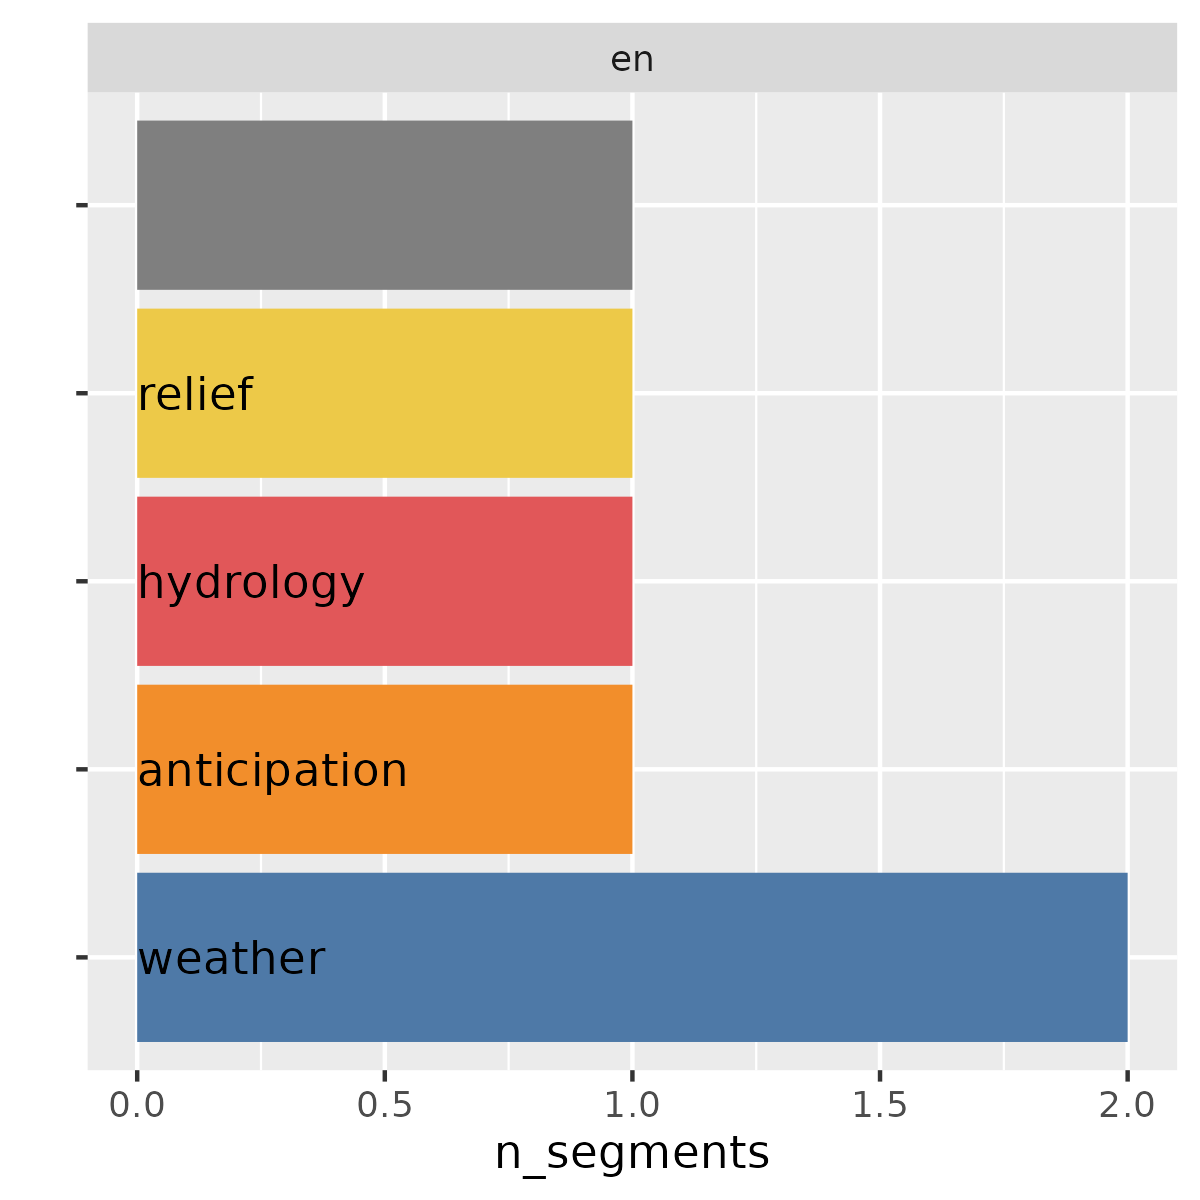 en
relief
hydrology
anticipation
weather
0.0 0.5 1.0 1.5 2.0
n_segments